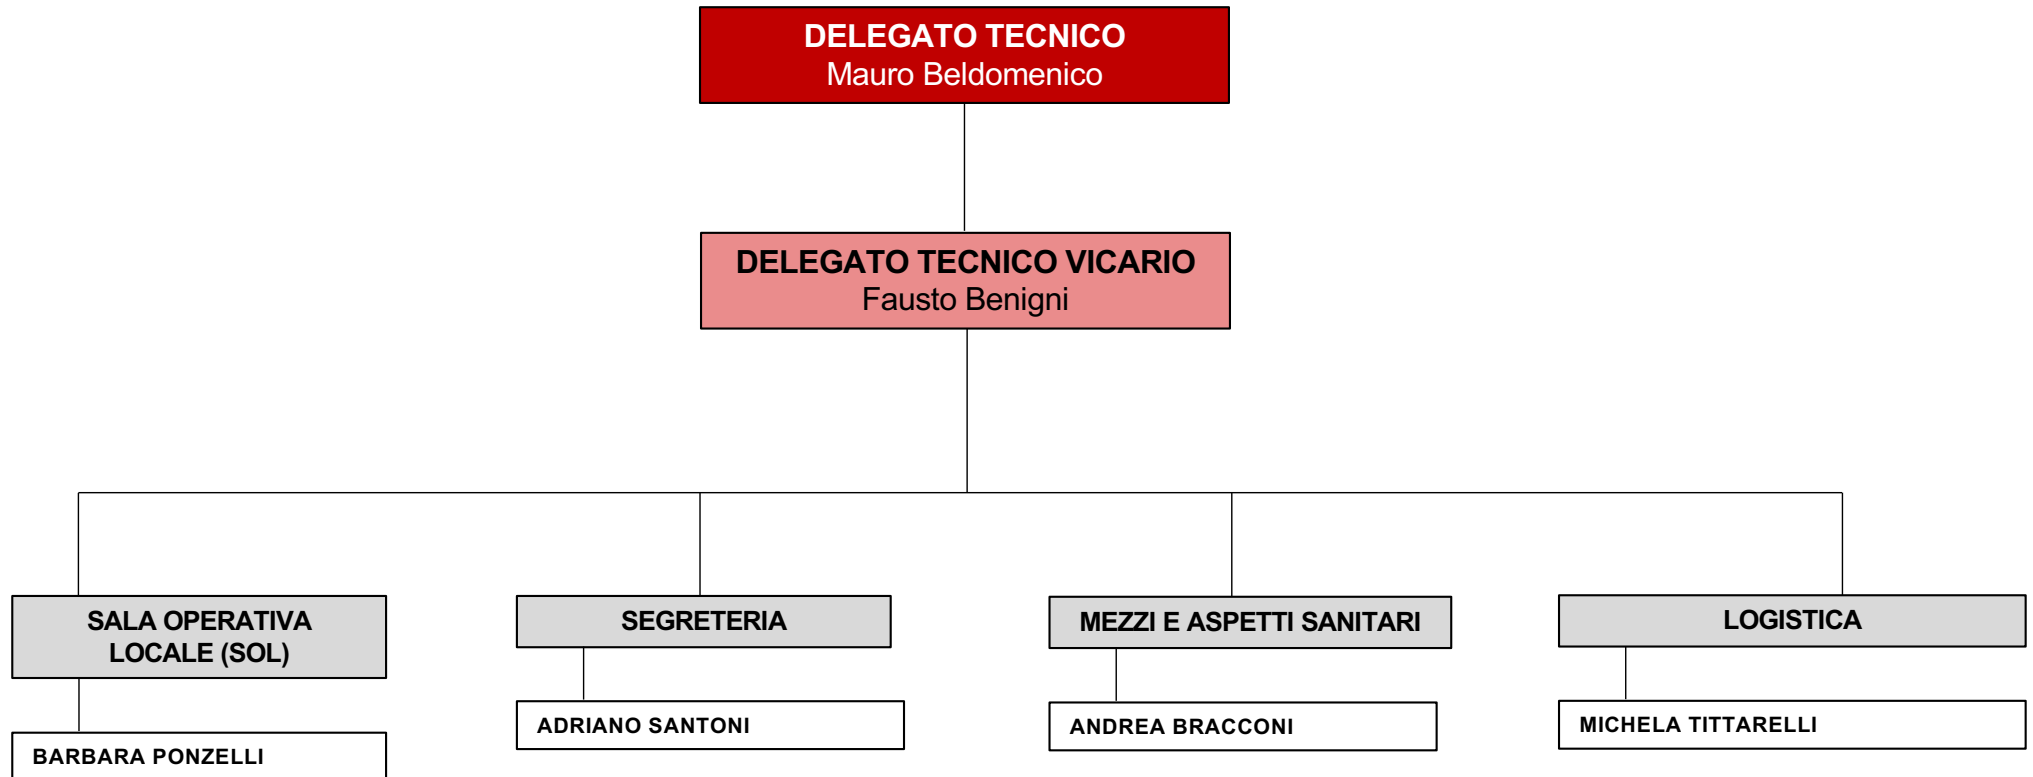 DELEGATO TECNICO
Mauro Beldomenico
DELEGATO TECNICO VICARIO
Fausto Benigni
SALA OPERATIVA
LOCALE (SOL)
SEGRETERIA
MEZZI E ASPETTI SANITARI
LOGISTICA
BARBARA PONZELLI
ADRIANO SANTONI
ANDREA BRACCONI
MICHELA TITTARELLI